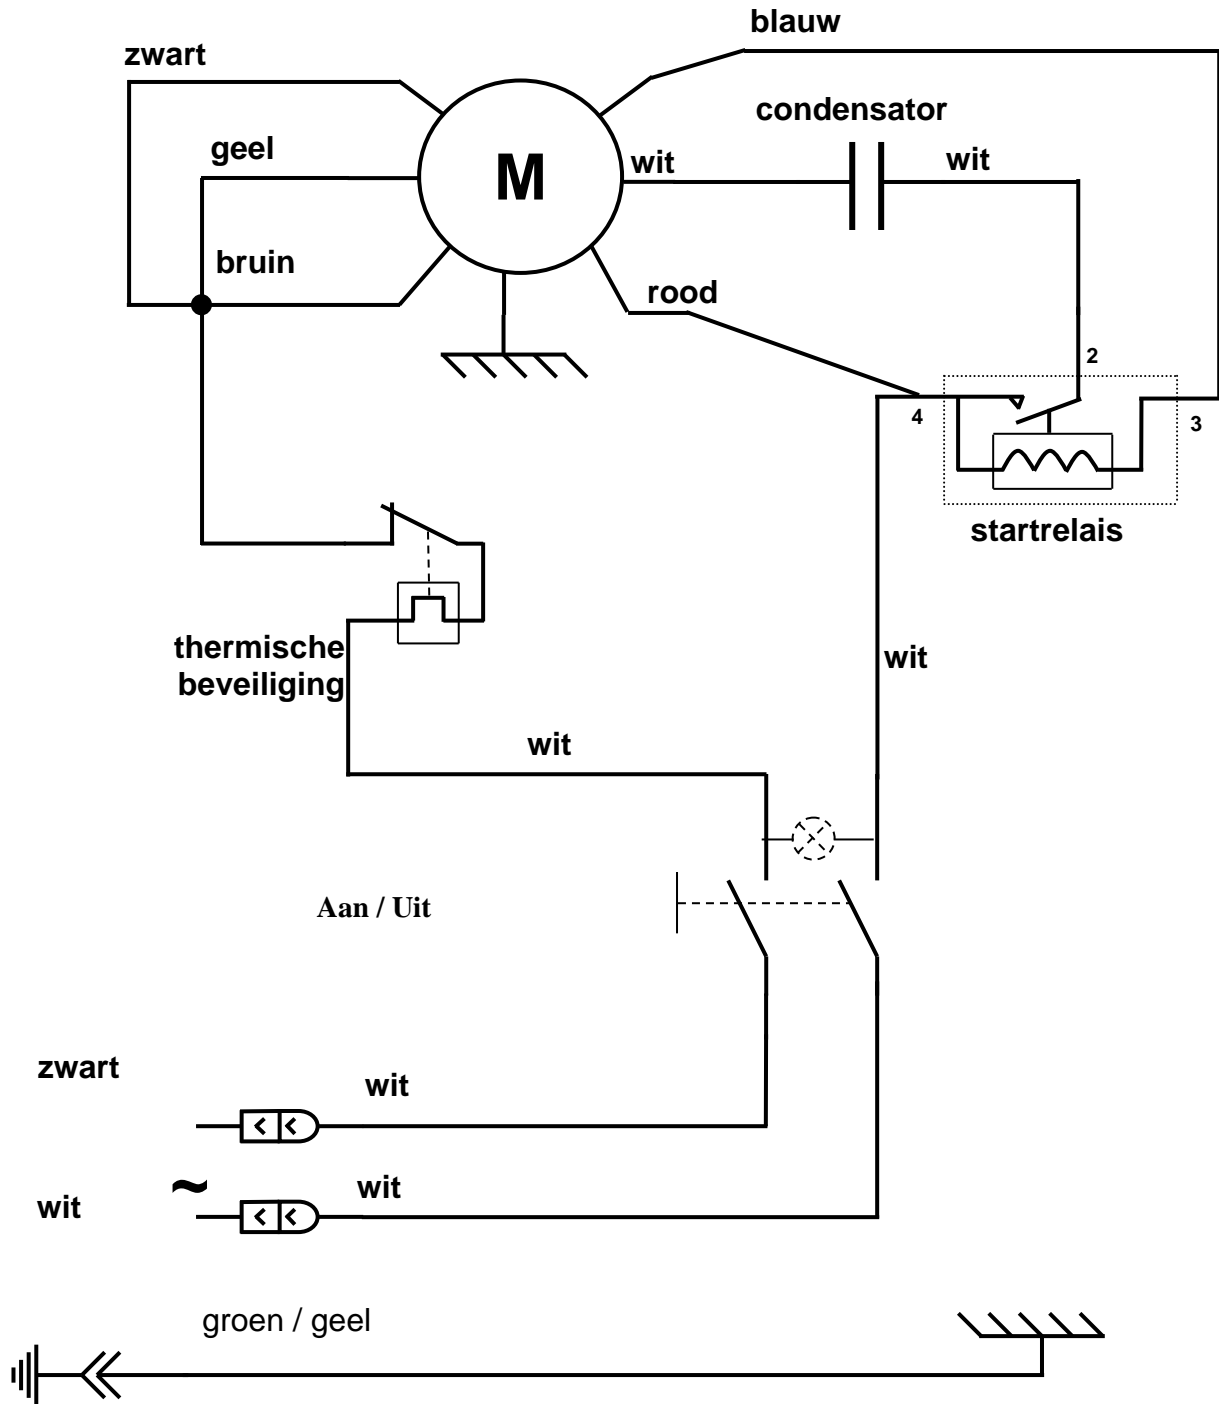 blauw
zwart
condensator
geel
M
wit
wit
bruin
rood
2
4
3
startrelais
thermische
beveiliging
wit
wit
Aan / Uit
zwart
wit
~
wit
wit
groen / geel